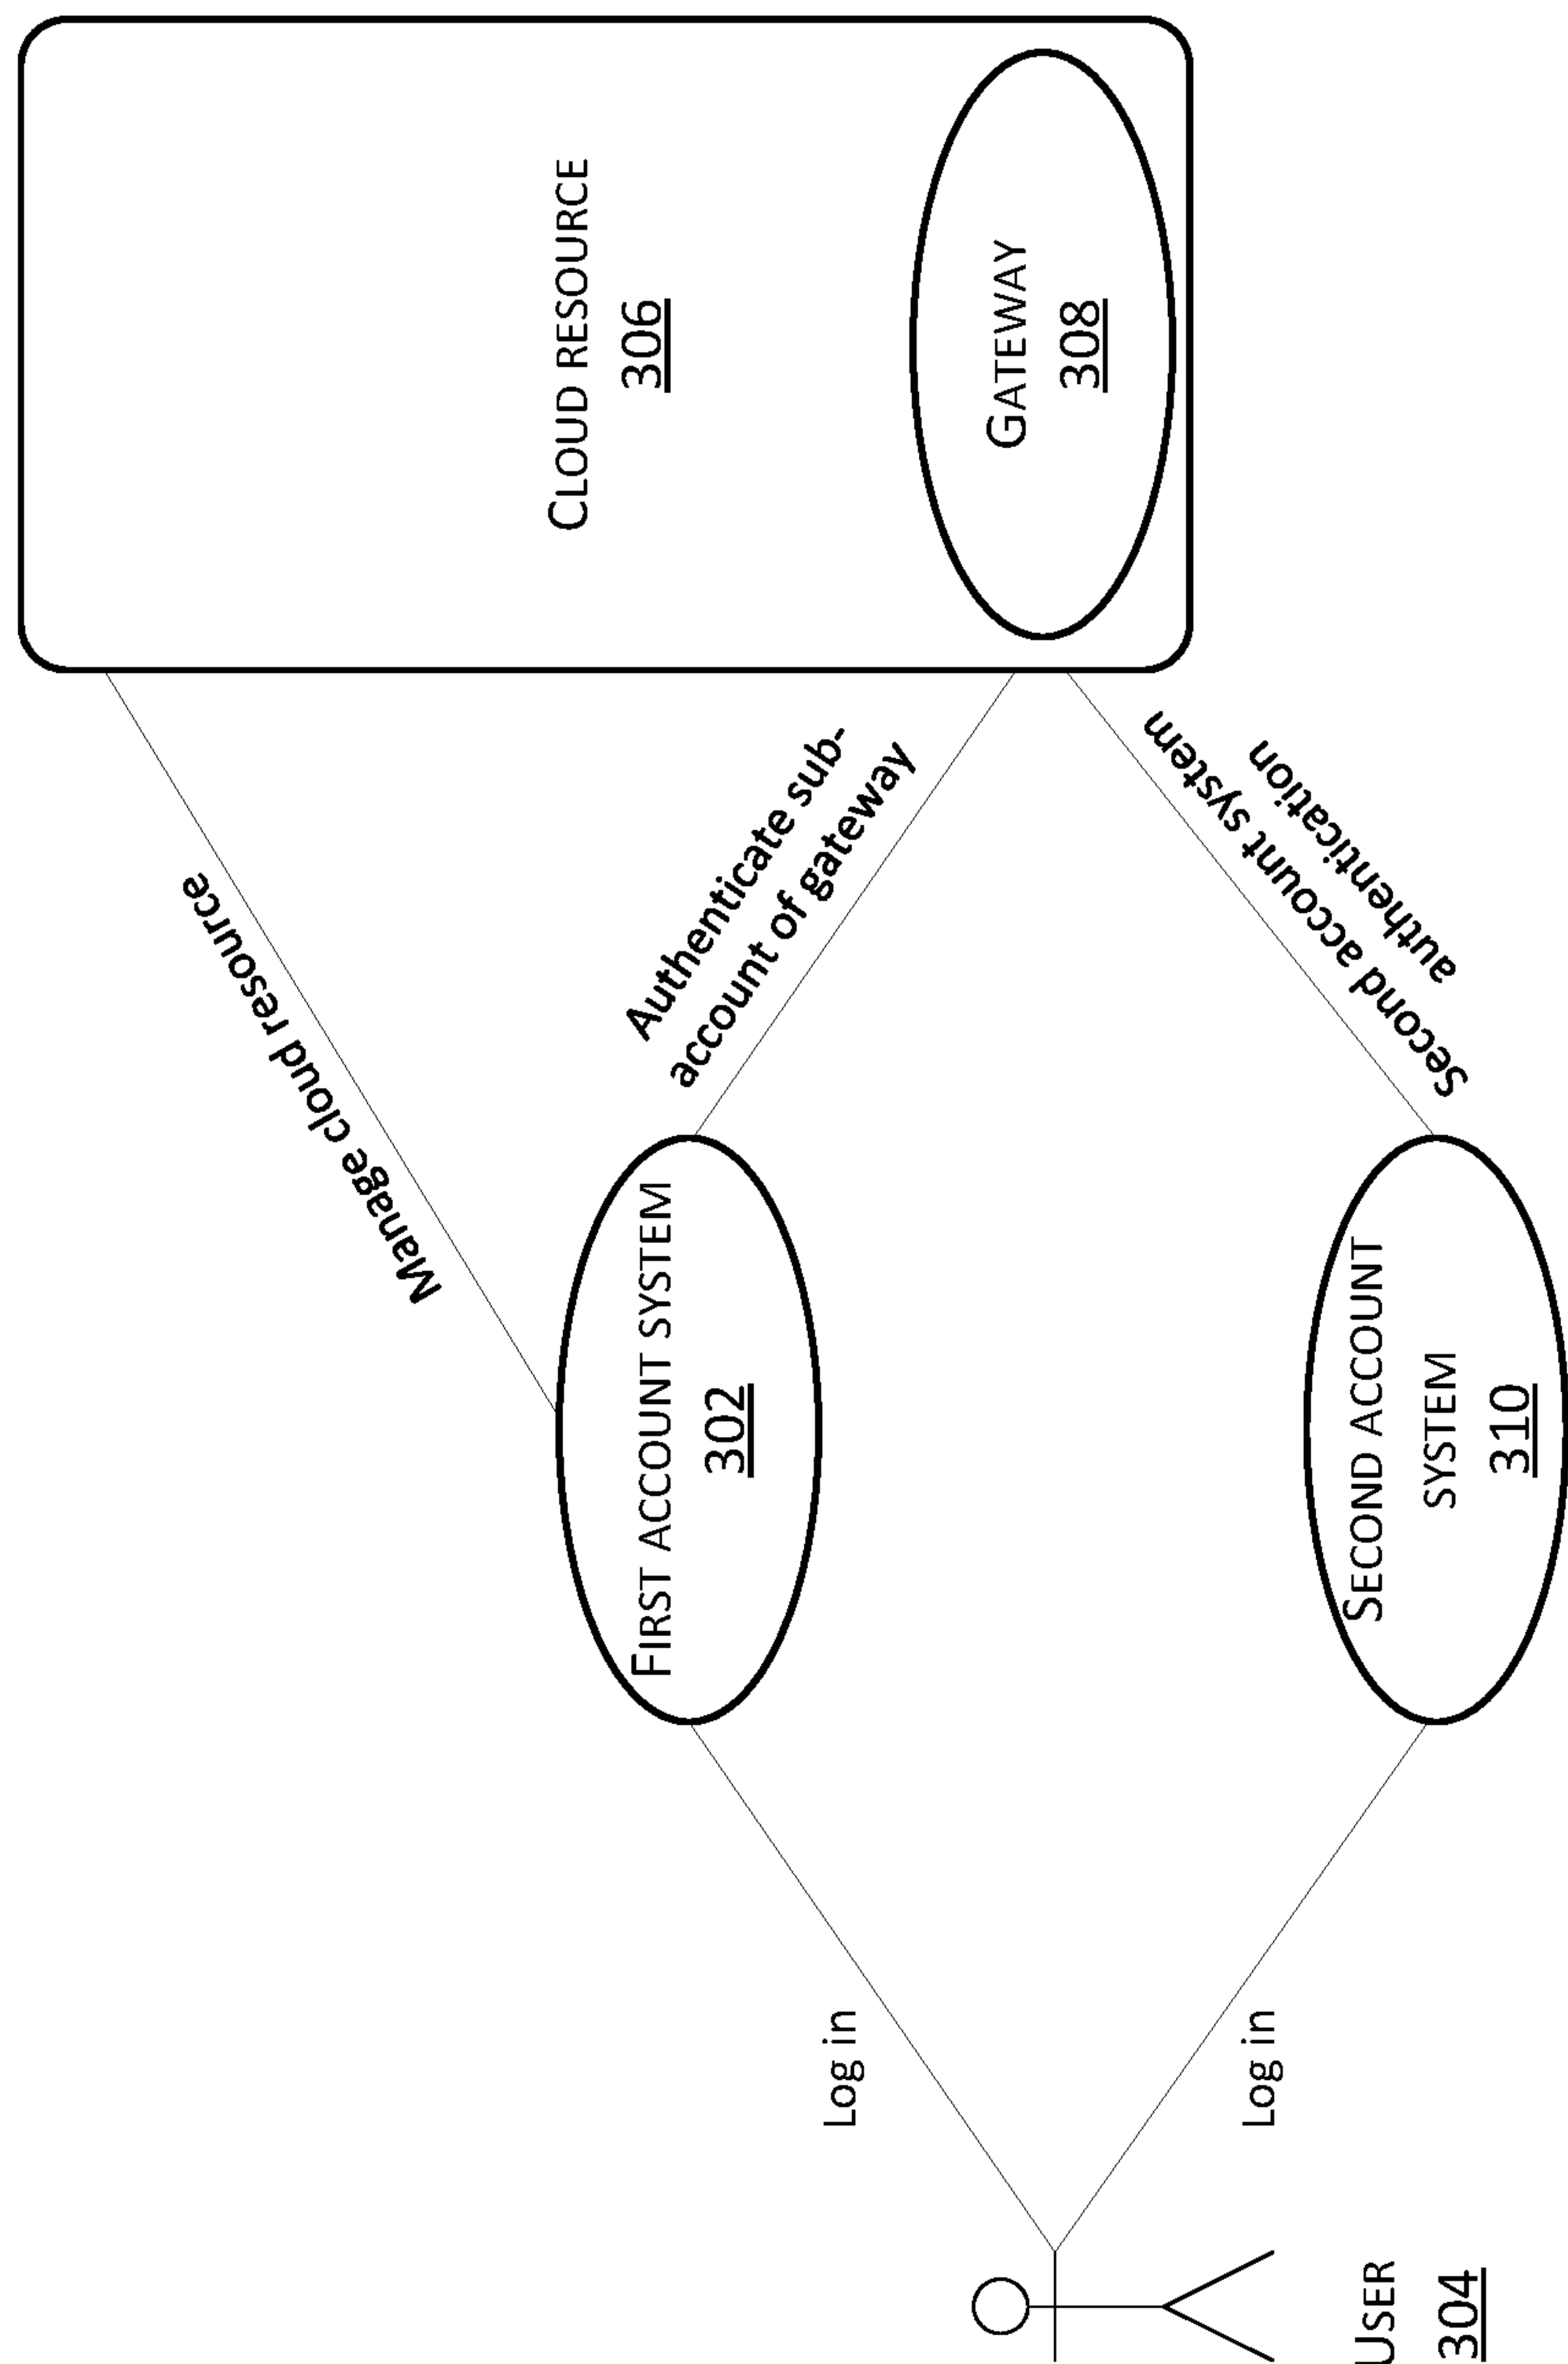 Manage cloud resource
CLOUD RESOURCE
306
Authenticate sub-
account of gateway
FIRST ACCOUNT SYSTEM
302
Log in
GATEWAY
308
Second account system
authentication
Log in
SECOND ACCOUNT
SYSTEM
310
USER
304